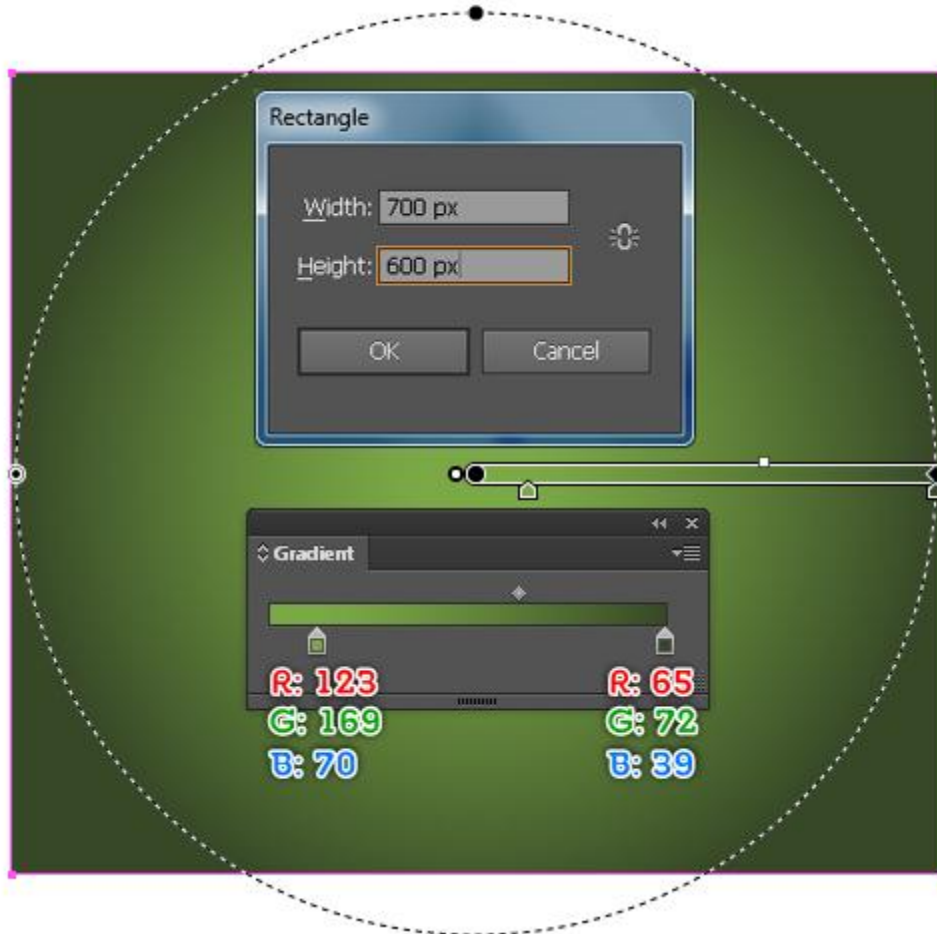 Rectangle
Width: 700 px
Height: 600 px
OK Cancel
Gradient
R: 123 R: 65
G: 169 G: 72
B: 70 B: 39